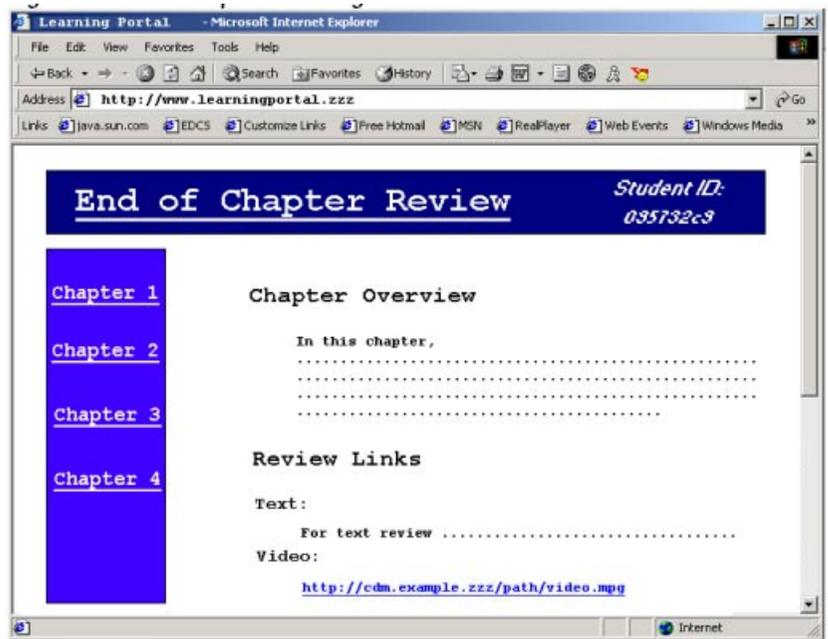 Learning Portal - Microsoft Internet Explorer
File Edit View Favorites Tools Help
Back Search Favorites History
Address http://www.learningportal.zzz Go
Links java.sun.com EDCS Customize Links Free Hotmail MSN RealPlayer Web Events Windows Media »
End of Chapter Review
Student ID:
035732c3
Chapter 1
Chapter 2
Chapter 3
Chapter 4
Chapter Overview
In this chapter,
Review Links
Text:
For text review ..................................
Video:
http://cdm.example.zzz/path/video.mpg
Internet